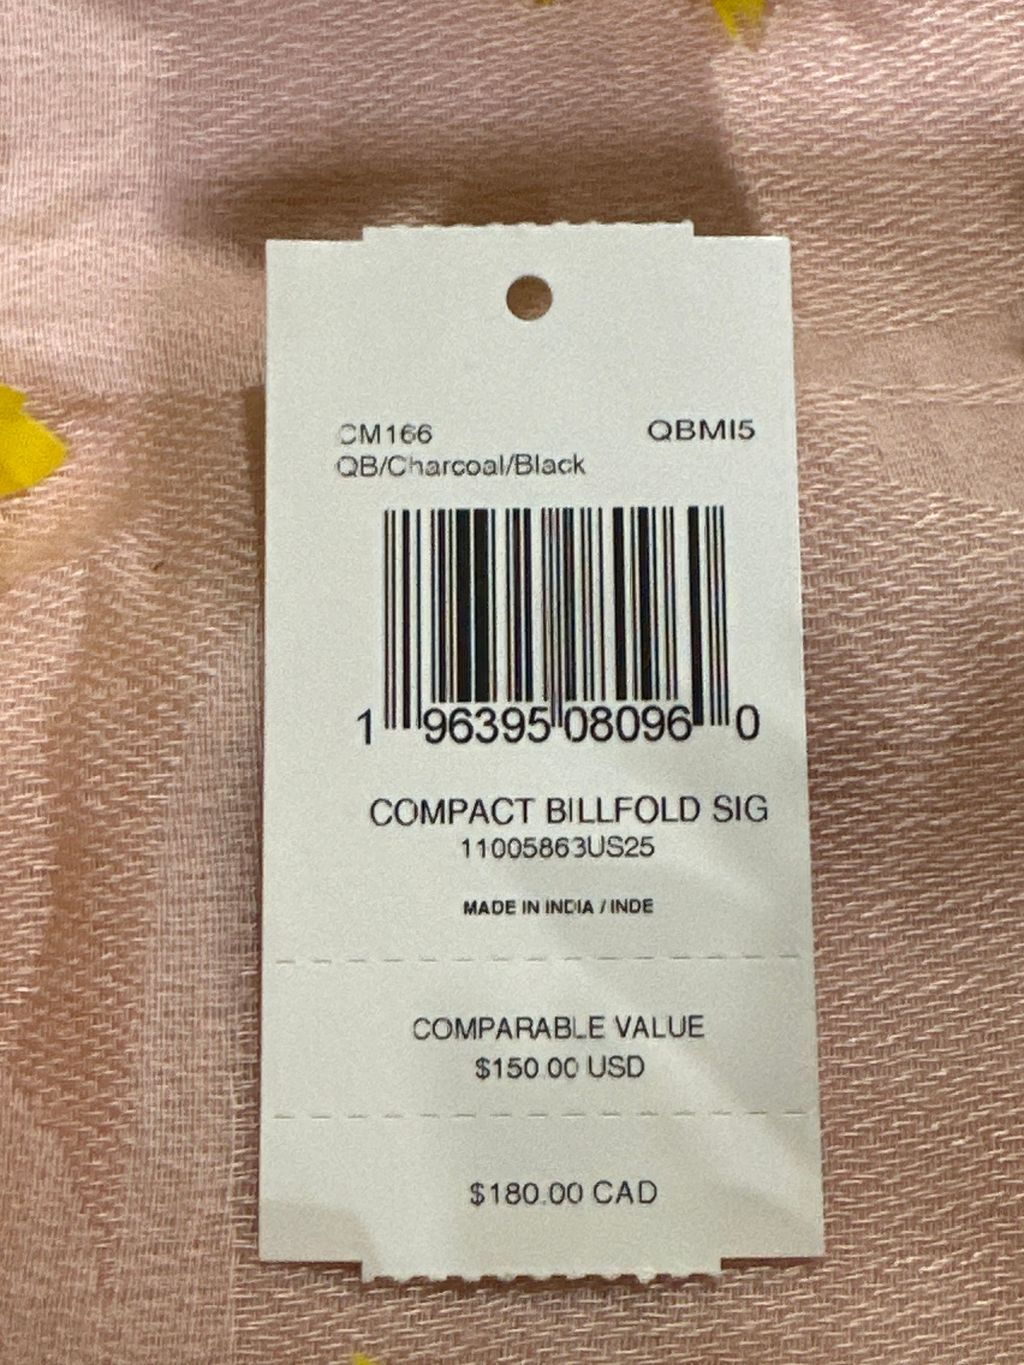 CM166
QBMI5
QB/Charcoal/Black
1 96395 08096 0
COMPACT BILLFOLD SIG
11005863US25
MADE IN INDIA / INDE
COMPARABLE VALUE
$150.00 USD
$180.00 CAD